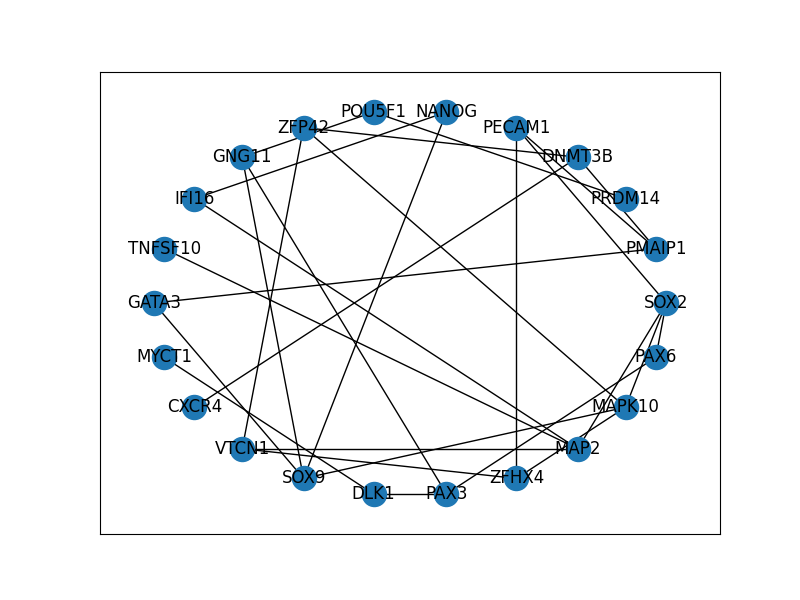 POU5F1
NANOG
ZFP42
PECAM1
GNG11
DNMT3B
IFI16
PRDM14
TNFSF10
PMAIP1
GATA3
SOX2
MYCT1
PAX6
CXCR4
MAPK10
VTCN1
MAP2
SOX9
ZFHX4
DLK1
PAX3